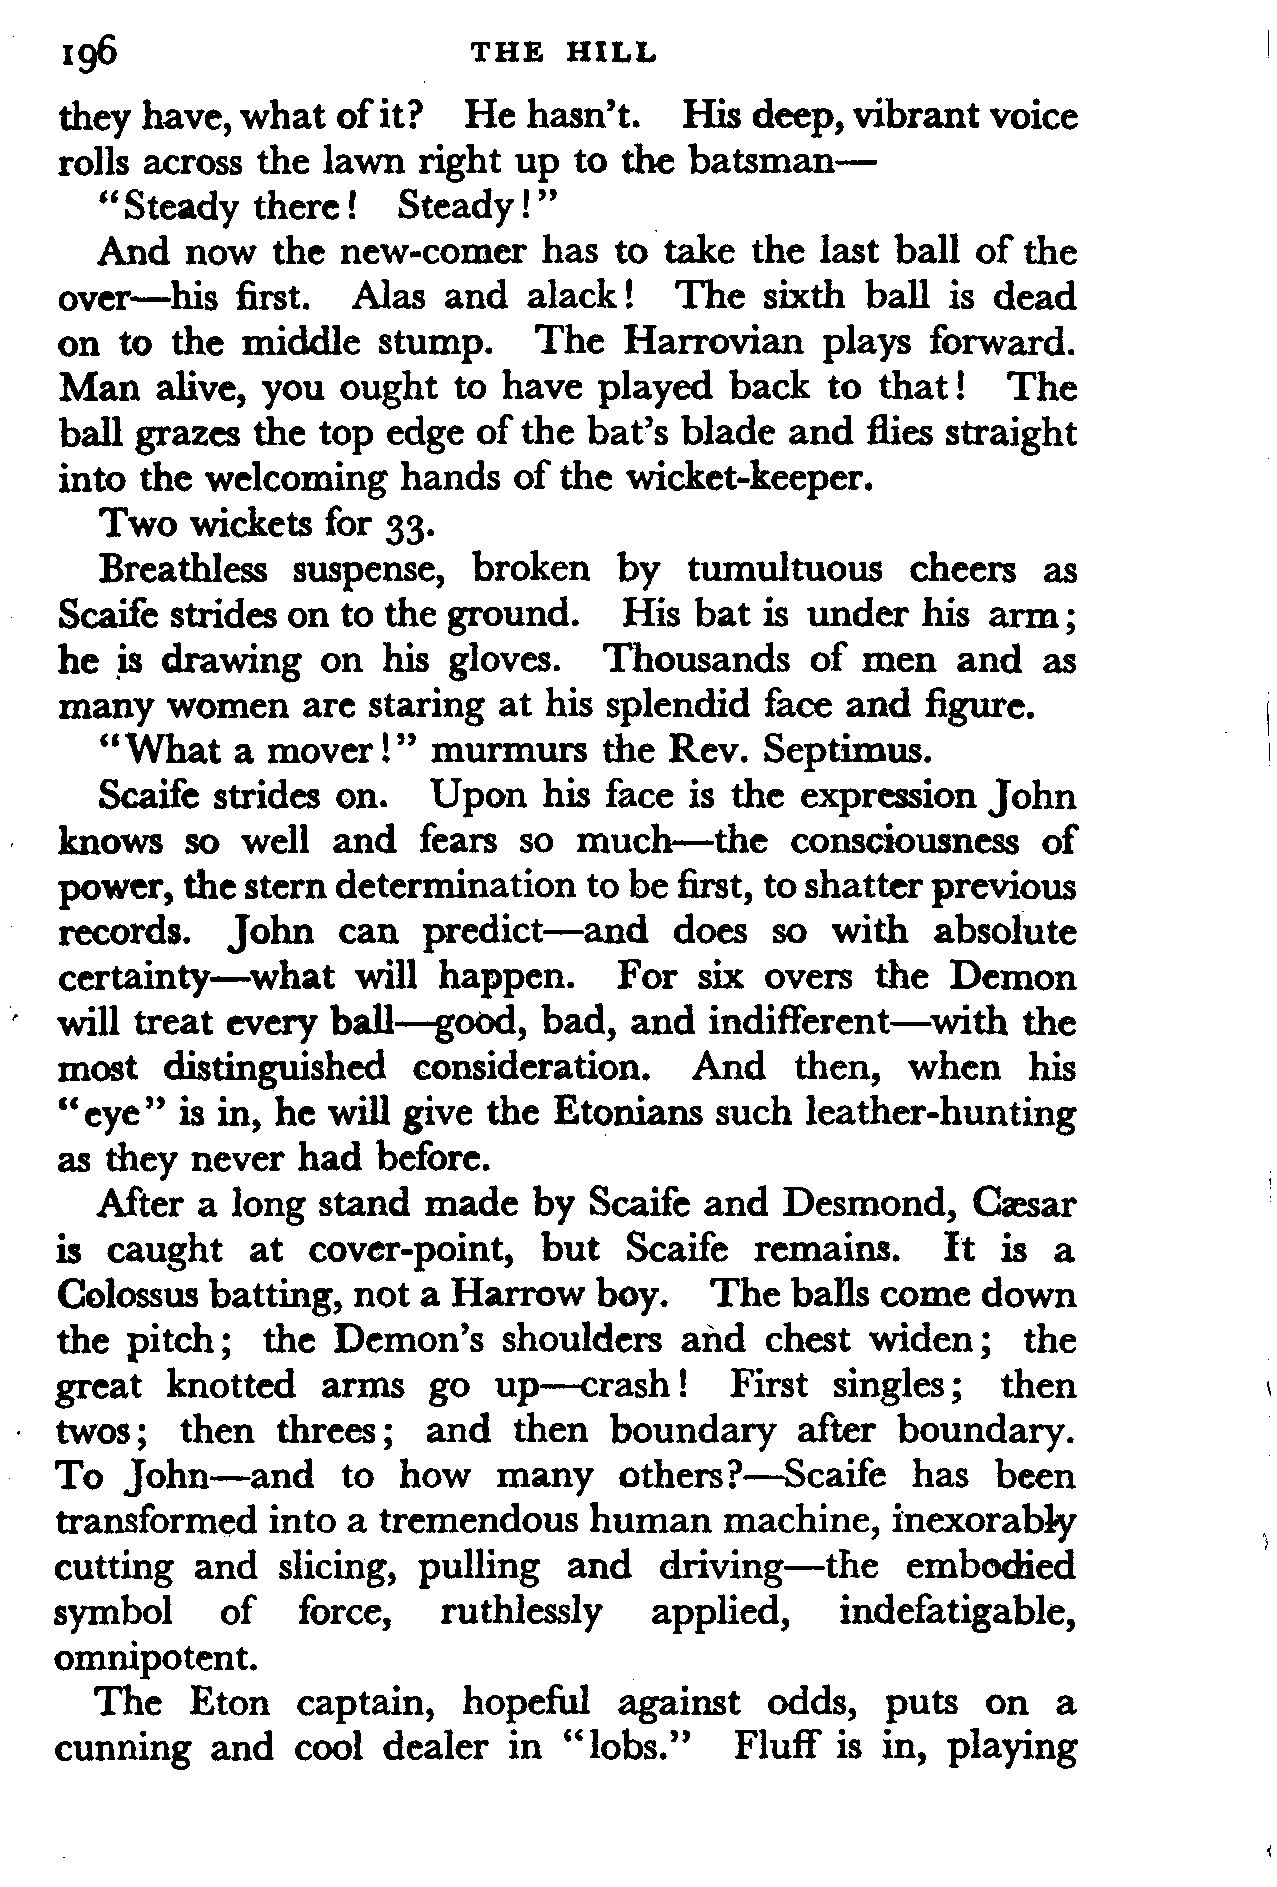 196 THE HILL
they have, what of it? He hasn't. His deep, vibrant voice
rolls across the lawn right up to the batsman—
"Steady there! Steady!"
And now the new-comer has to take the last ball of the
over—his first. Alas and alack! The sixth ball is dead
on to the middle stump. The Harrovian plays forward.
Man alive, you ought to have played back to that! The
ball grazes the top edge of the bat's blade and flies straight
into the welcoming hands of the wicket-keeper.
Two wickets for 33.
Breathless suspense, broken by tumultuous cheers as
Scaife strides on to the ground. His bat is under his arm;
he is drawing on his gloves. Thousands of men and as
many women are staring at his splendid face and figure.
"What a mover!" murmurs the Rev. Septimus.
Scaife strides on. Upon his face is the expression John
knows so well and fears so much—the consciousness of
power, the stern determination to be first, to shatter previous
records. John can predict—and does so with absolute
certainty—what will happen. For six overs the Demon
will treat every ball—good, bad, and indifferent—with the
most distinguished consideration. And then, when his
"eye" is in, he will give the Etonians such leather-hunting
as they never had before.
After a long stand made by Scaife and Desmond, Cæsar
is caught at cover-point, but Scaife remains. It is a
Colossus batting, not a Harrow boy. The balls come down
the pitch; the Demon's shoulders and chest widen; the
great knotted arms go up—crash! First singles; then
twos; then threes; and then boundary after boundary.
To John—and to how many others?—Scaife has been
transformed into a tremendous human machine, inexorably
cutting and slicing, pulling and driving—the embodied
symbol of force, ruthlessly applied, indefatigable,
omnipotent.
The Eton captain, hopeful against odds, puts on a
cunning and cool dealer in "lobs." Fluff is in, playing